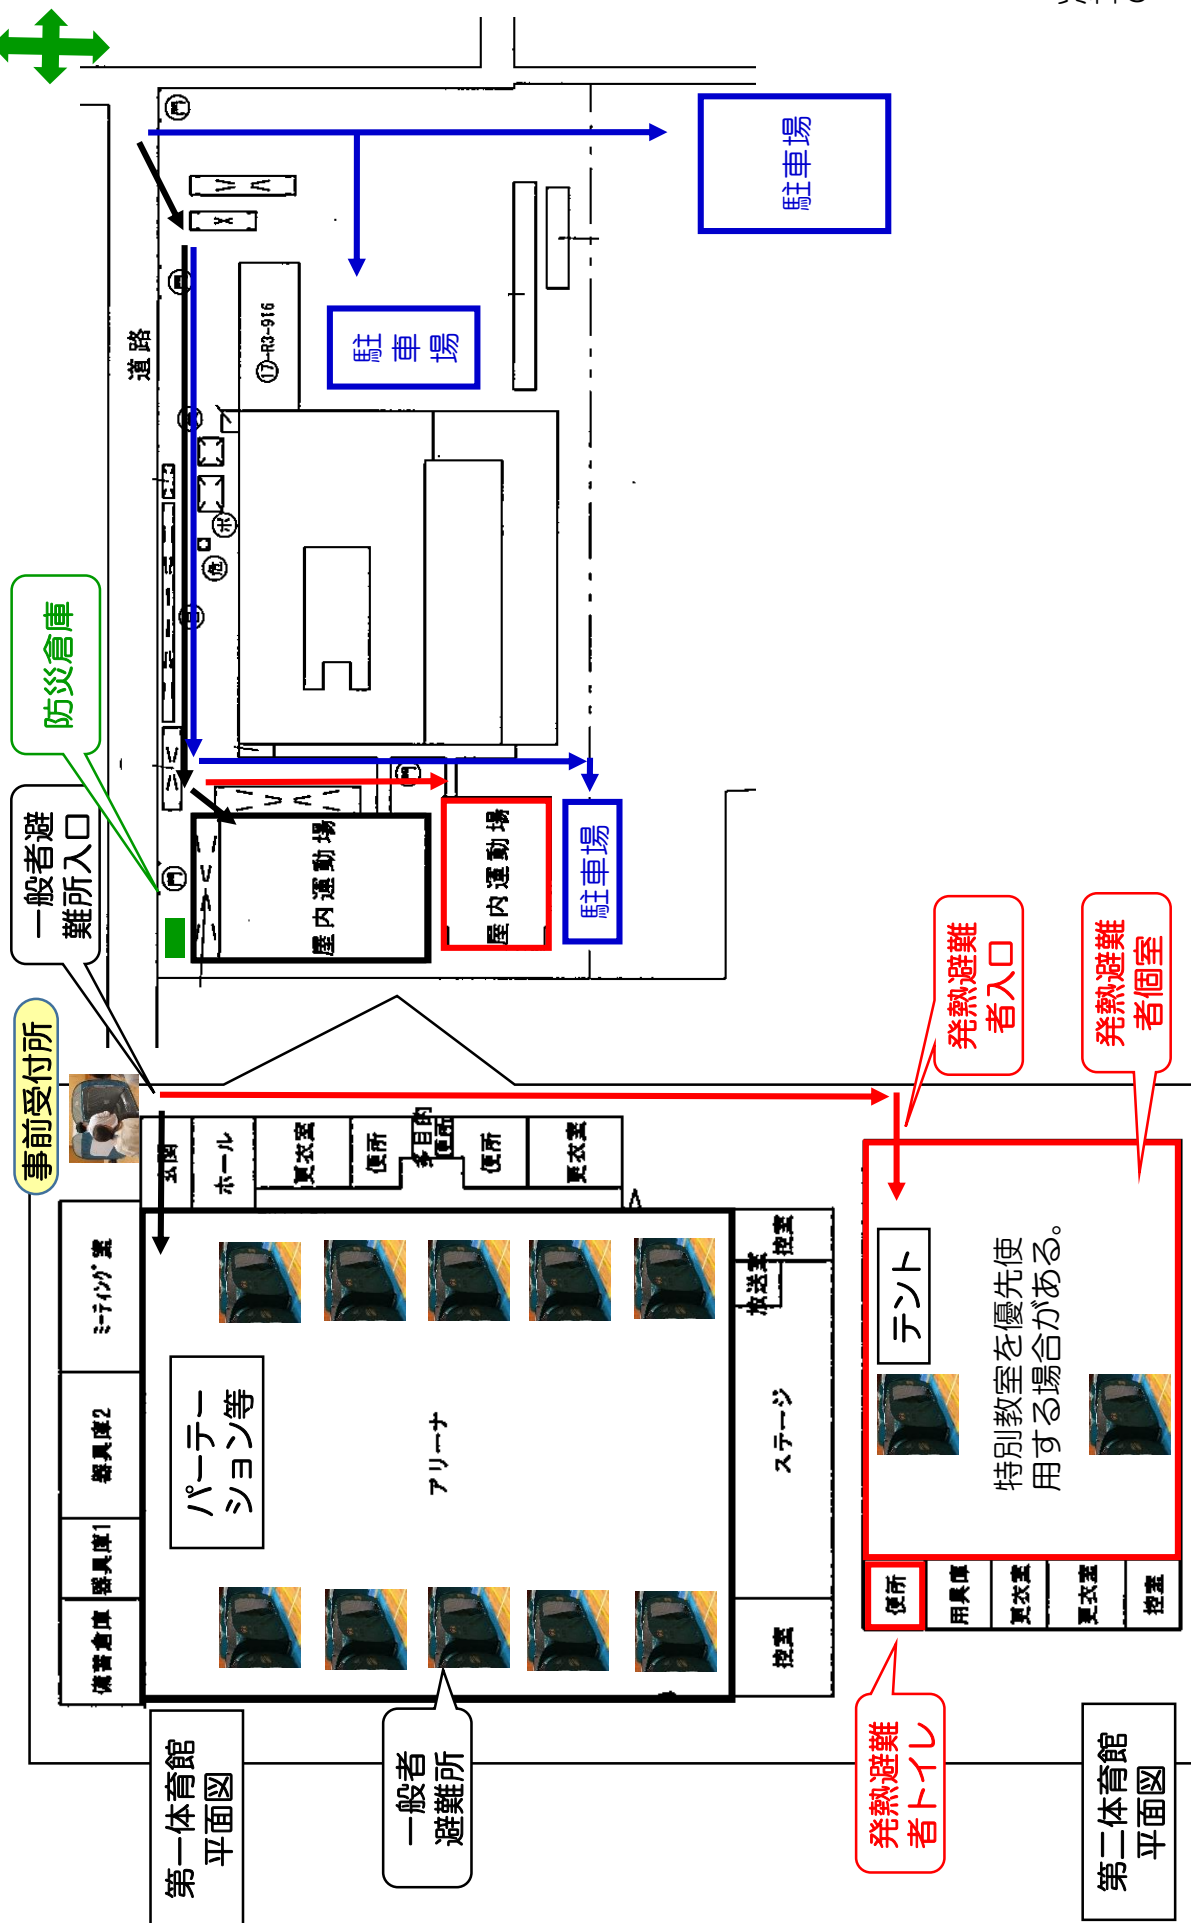 事前受付所
一般者避
難所入口
防災倉庫
道路
門
門
門
門
危
ボ
⑰-R3-916
駐車場
駐車場
駐車場
屋内運動場
屋内運動場
第一体育館
平面図
備蓄倉庫
器具庫1
器具庫2
ミーティング室
玄関
ホール
更衣室
便所
多目的
便所
便所
更衣室
パーテー
ション等
アリーナ
控室
ステージ
放送室
控室
一般者
避難所
第二体育館
平面図
発熱避難
者トイレ
便所
用具庫
更衣室
更衣室
控室
テント
特別教室を優先使
用する場合がある。
発熱避難
者入口
発熱避難
者個室